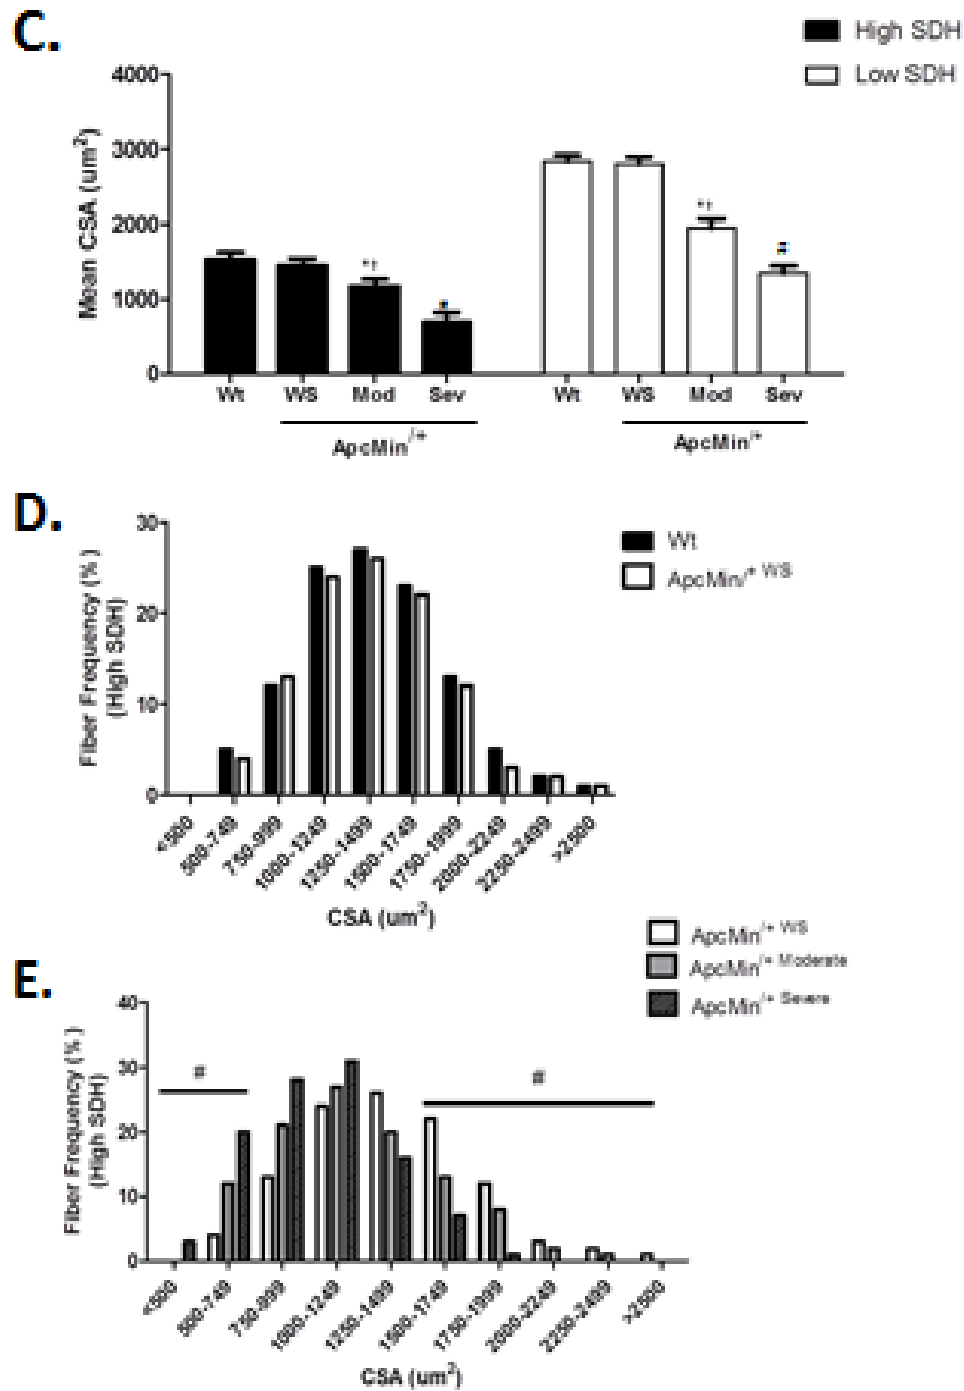 C.
High SDH
Low SDH
Mean CSA (um²)
4000
3000
2000
1000
0
*†
*†
#
Wt WS Mod Sev Wt WS Mod Sev
ApcMin/+ ApcMin/+
D.
Wt
ApcMin/+ WS
Fiber Frequency (%)
(High SDH)
30
20
10
0
<500 500-749 750-999 1000-1249 1250-1499 1500-1749 1750-1999 2000-2249 2250-2499 >2500
CSA (um²)
ApcMin/+ WS
ApcMin/+ Moderate
ApcMin/+ Severe
E.
Fiber Frequency (%)
(High SDH)
40
30
20
10
0
# #
<500 500-749 750-999 1000-1249 1250-1499 1500-1749 1750-1999 2000-2249 2250-2499 >2500
CSA (um²)